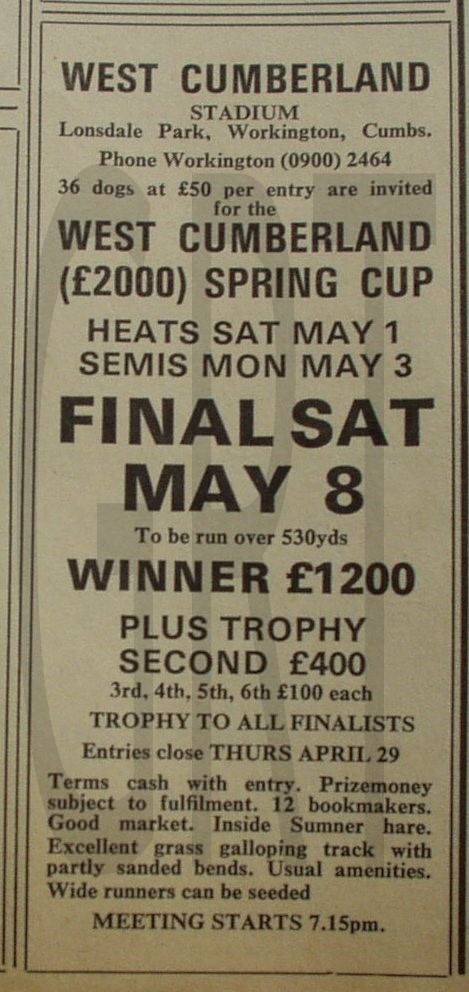 WEST CUMBERLAND
STADIUM
Lonsdale Park, Workington, Cumbs.
Phone Workington (0900) 2464
36 dogs at £50 per entry are invited
for the
WEST CUMBERLAND
(£2000) SPRING CUP
HEATS SAT MAY 1
SEMIS MON MAY 3
FINAL SAT
MAY 8
To be run over 530yds
WINNER £1200
PLUS TROPHY
SECOND £400
3rd, 4th, 5th, 6th £100 each
TROPHY TO ALL FINALISTS
Entries close THURS APRIL 29
Terms cash with entry. Prizemoney
subject to fulfilment. 12 bookmakers.
Good market. Inside Sumner hare.
Excellent grass galloping track with
partly sanded bends. Usual amenities.
Wide runners can be seeded
MEETING STARTS 7.15pm.